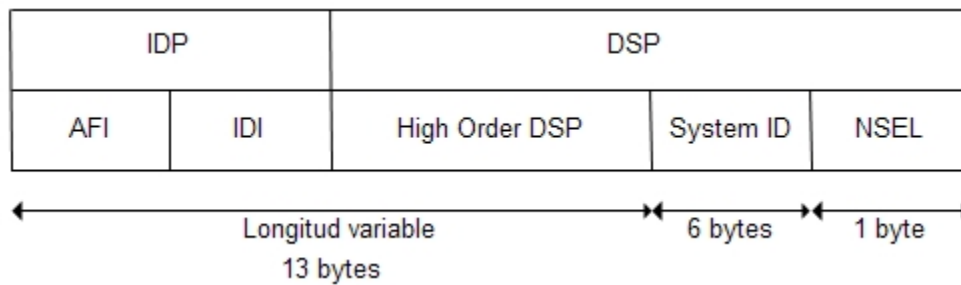 IDP DSP
AFI IDI High Order DSP System ID NSEL
Longitud variable 6 bytes 1 byte
13 bytes